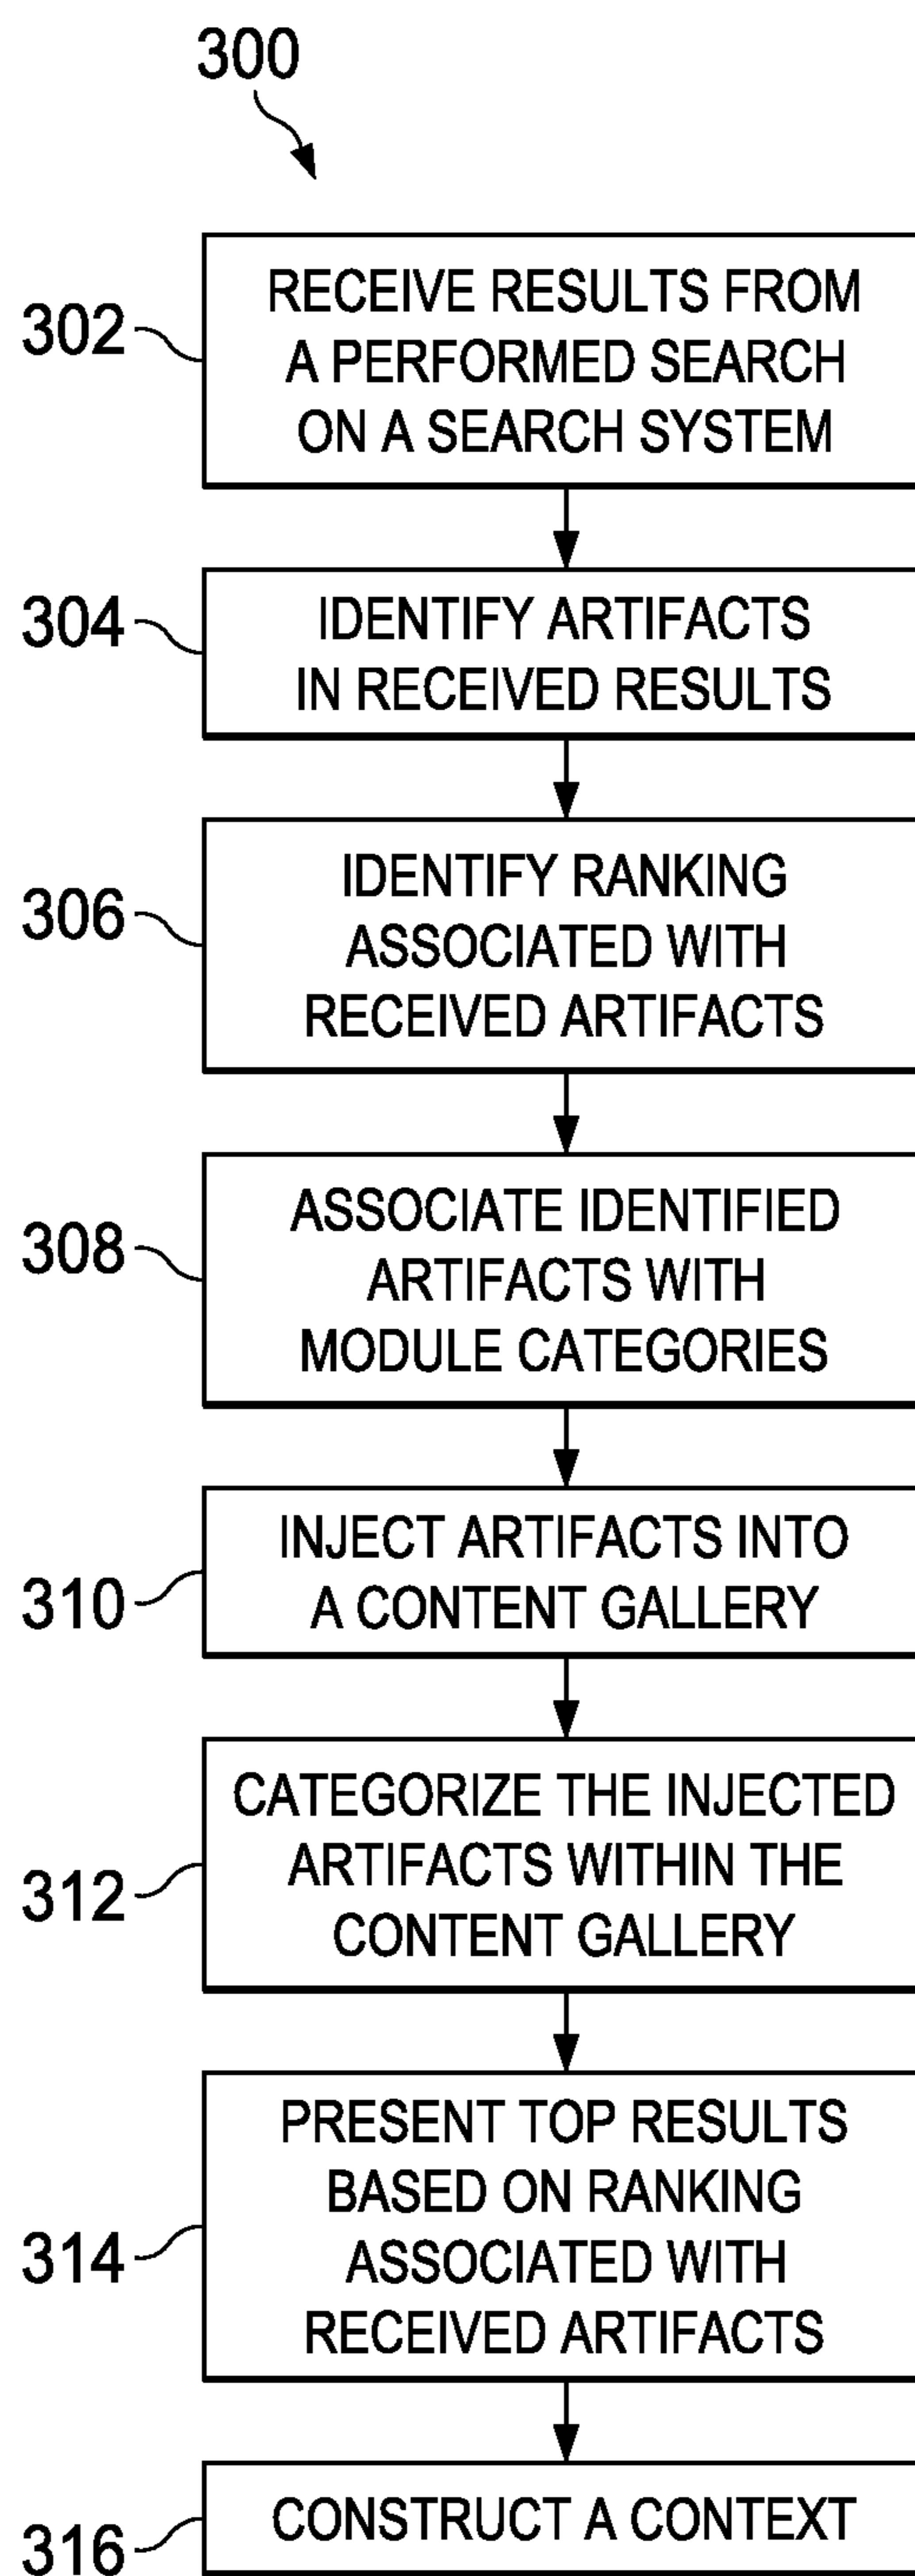 300
302
RECEIVE RESULTS FROM
A PERFORMED SEARCH
ON A SEARCH SYSTEM
304
IDENTIFY ARTIFACTS
IN RECEIVED RESULTS
306
IDENTIFY RANKING
ASSOCIATED WITH
RECEIVED ARTIFACTS
308
ASSOCIATE IDENTIFIED
ARTIFACTS WITH
MODULE CATEGORIES
310
INJECT ARTIFACTS INTO
A CONTENT GALLERY
312
CATEGORIZE THE INJECTED
ARTIFACTS WITHIN THE
CONTENT GALLERY
314
PRESENT TOP RESULTS
BASED ON RANKING
ASSOCIATED WITH
RECEIVED ARTIFACTS
316
CONSTRUCT A CONTEXT